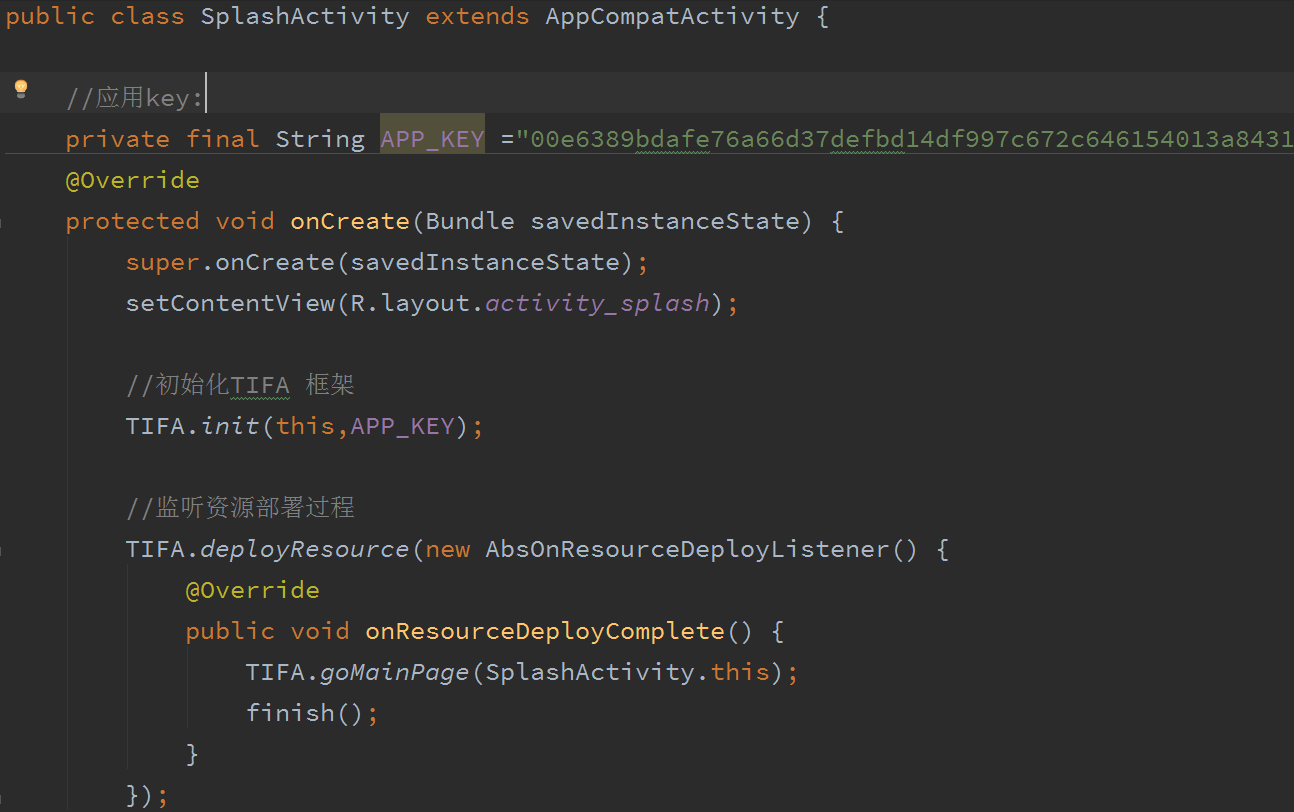 public class SplashActivity extends AppCompatActivity {
//应用key:
private final String APP_KEY ="00e6389bdafe76a66d37defbd14df997c672c646154013a8431
@Override
protected void onCreate(Bundle savedInstanceState) {
super.onCreate(savedInstanceState);
setContentView(R.layout.activity_splash);
//初始化TIFA 框架
TIFA.init(this,APP_KEY);
//监听资源部署过程
TIFA.deployResource(new AbsOnResourceDeployListener() {
@Override
public void onResourceDeployComplete() {
TIFA.goMainPage(SplashActivity.this);
finish();
}
});